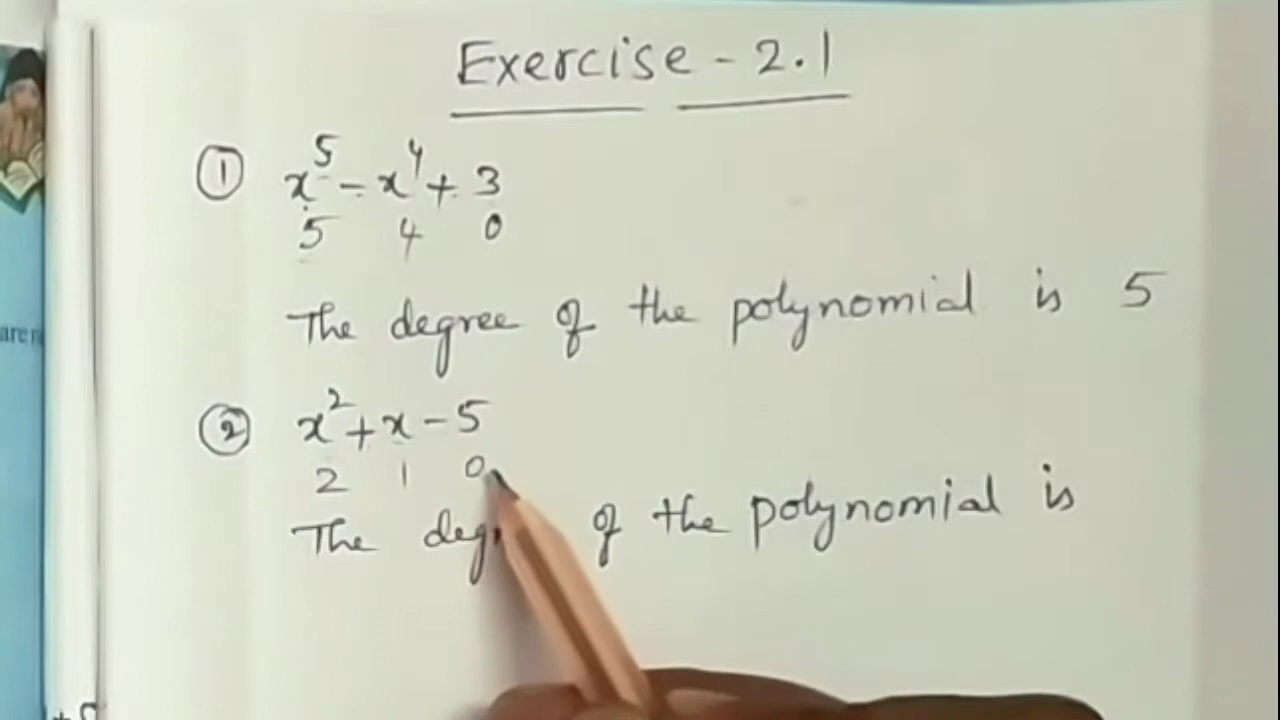 Exercise - 2.1
① x⁵ - x⁴ + 3
5 4 0
The degree of the polynomial is 5
② x² + x - 5
2 1 0
The of the polynomial is